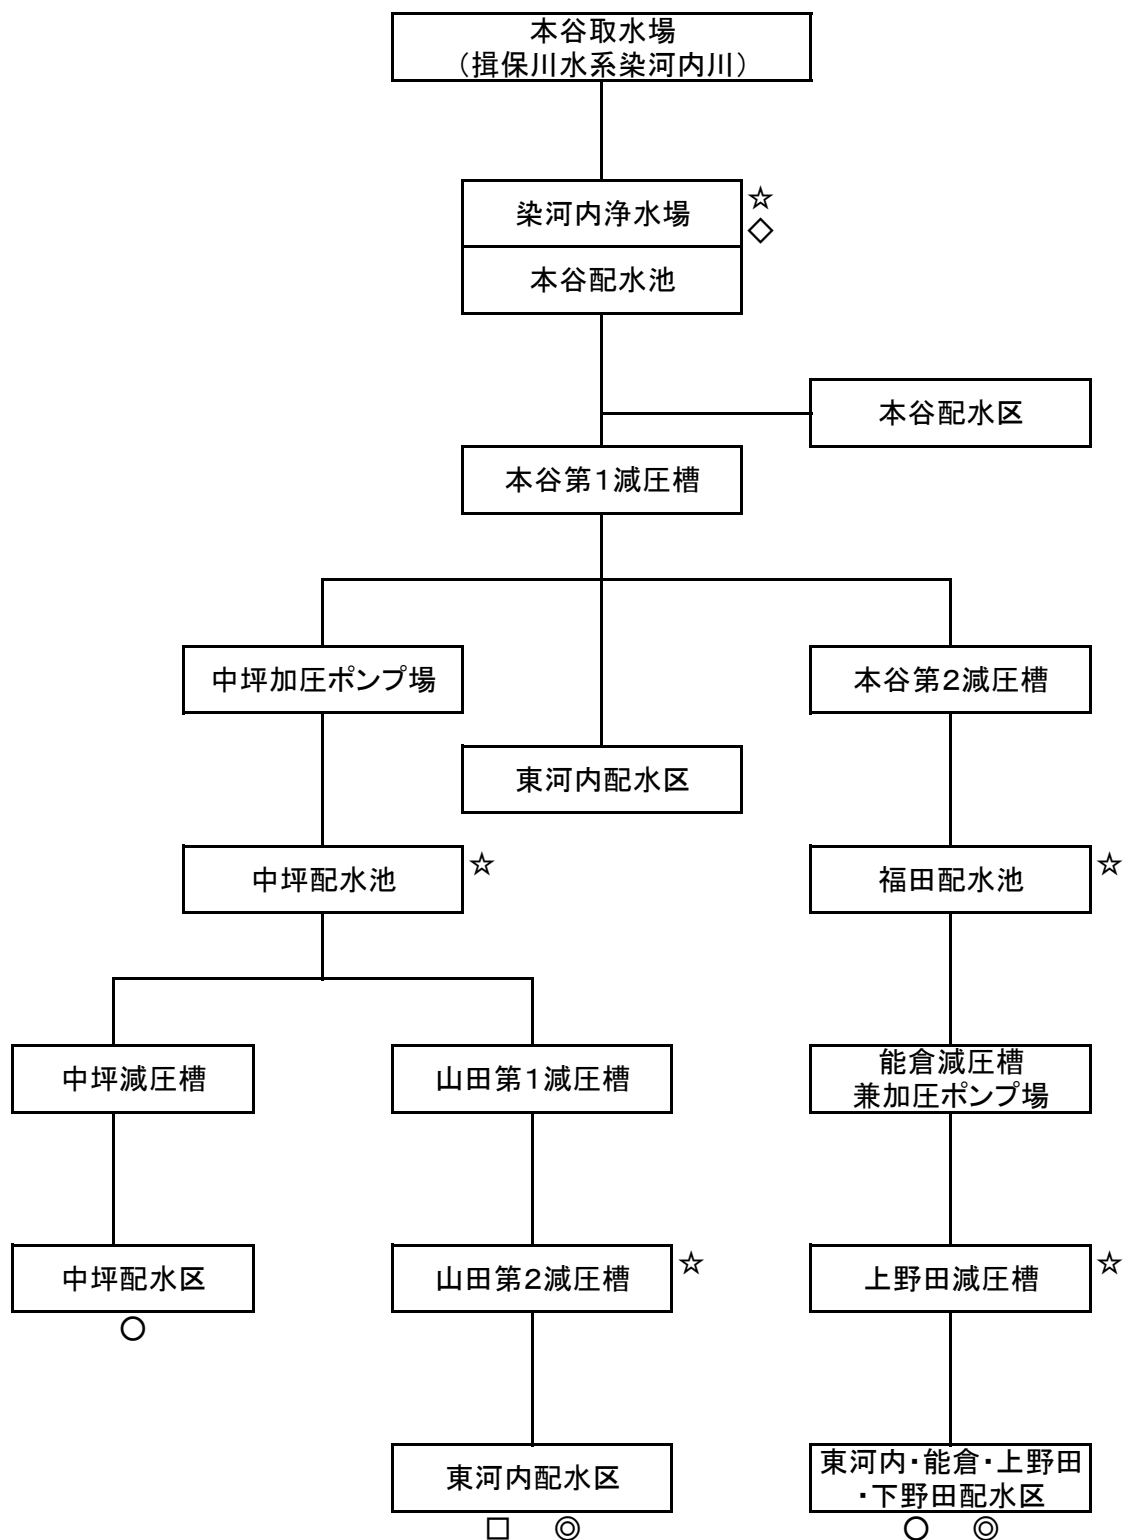 本谷取水場
（揖保川水系染河内川）
染河内浄水場
☆
◇
本谷配水池
本谷配水区
本谷第1減圧槽
中坪加圧ポンプ場
本谷第2減圧槽
東河内配水区
中坪配水池
☆
福田配水池
☆
中坪減圧槽
山田第1減圧槽
能倉減圧槽
兼加圧ポンプ場
中坪配水区
○
山田第2減圧槽
☆
上野田減圧槽
☆
東河内配水区
□ ◎
東河内・能倉・上野田
・下野田配水区
○ ◎